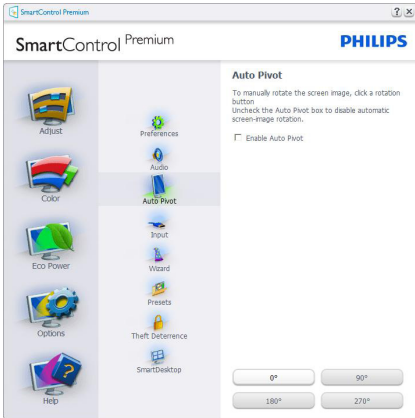 SmartControl Premium
? ×
SmartControl Premium
PHILIPS
Adjust
Color
Eco Power
Options
Help
Preferences
Audio
Auto Pivot
Input
Wizard
Presets
Theft Deterrence
SmartDesktop
Auto Pivot
To manually rotate the screen image, click a rotation
button
Uncheck the Auto Pivot box to disable automatic
screen-image rotation.
Enable Auto Pivot
0° 90°
180° 270°